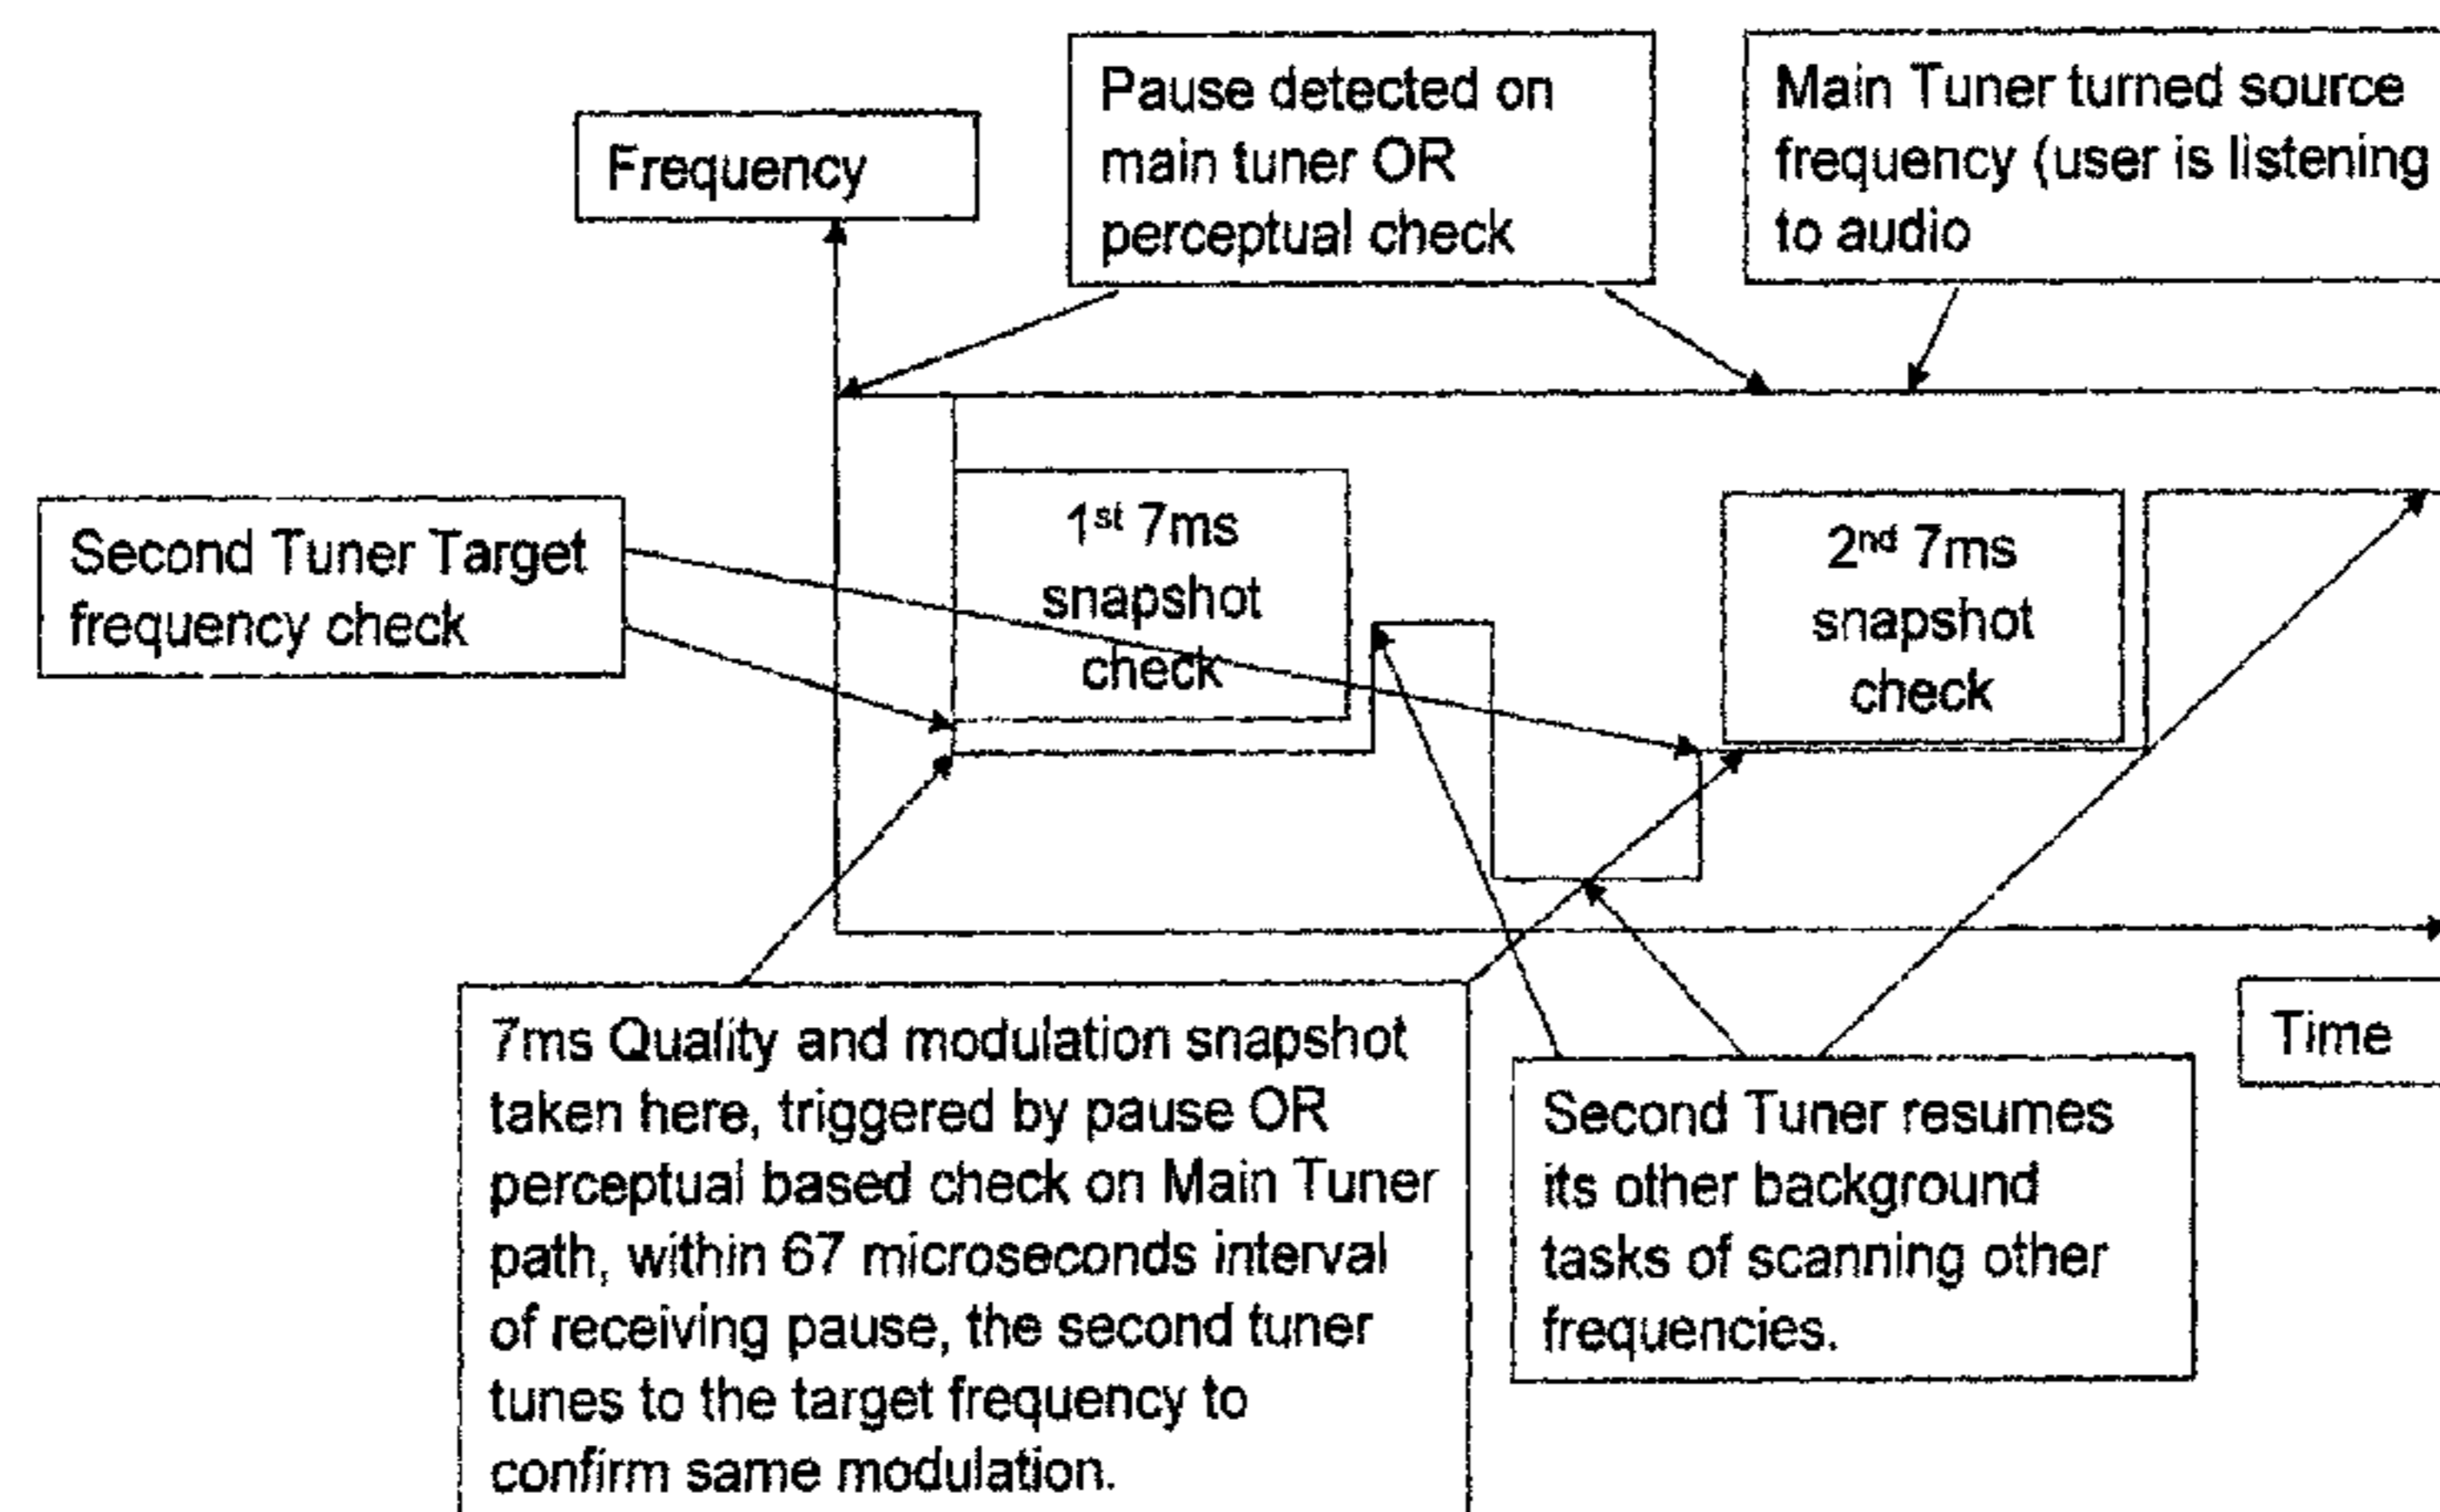 Frequency
Pause detected on
main tuner OR
perceptual check
Main Tuner turned source
frequency (user is listening
to audio
Second Tuner Target
frequency check
1st 7ms
snapshot
check
2nd 7ms
snapshot
check
7ms Quality and modulation snapshot
taken here, triggered by pause OR
perceptual based check on Main Tuner
path, within 67 microseconds interval
of receiving pause, the second tuner
tunes to the target frequency to
confirm same modulation.
Second Tuner resumes
its other background
tasks of scanning other
frequencies.
Time